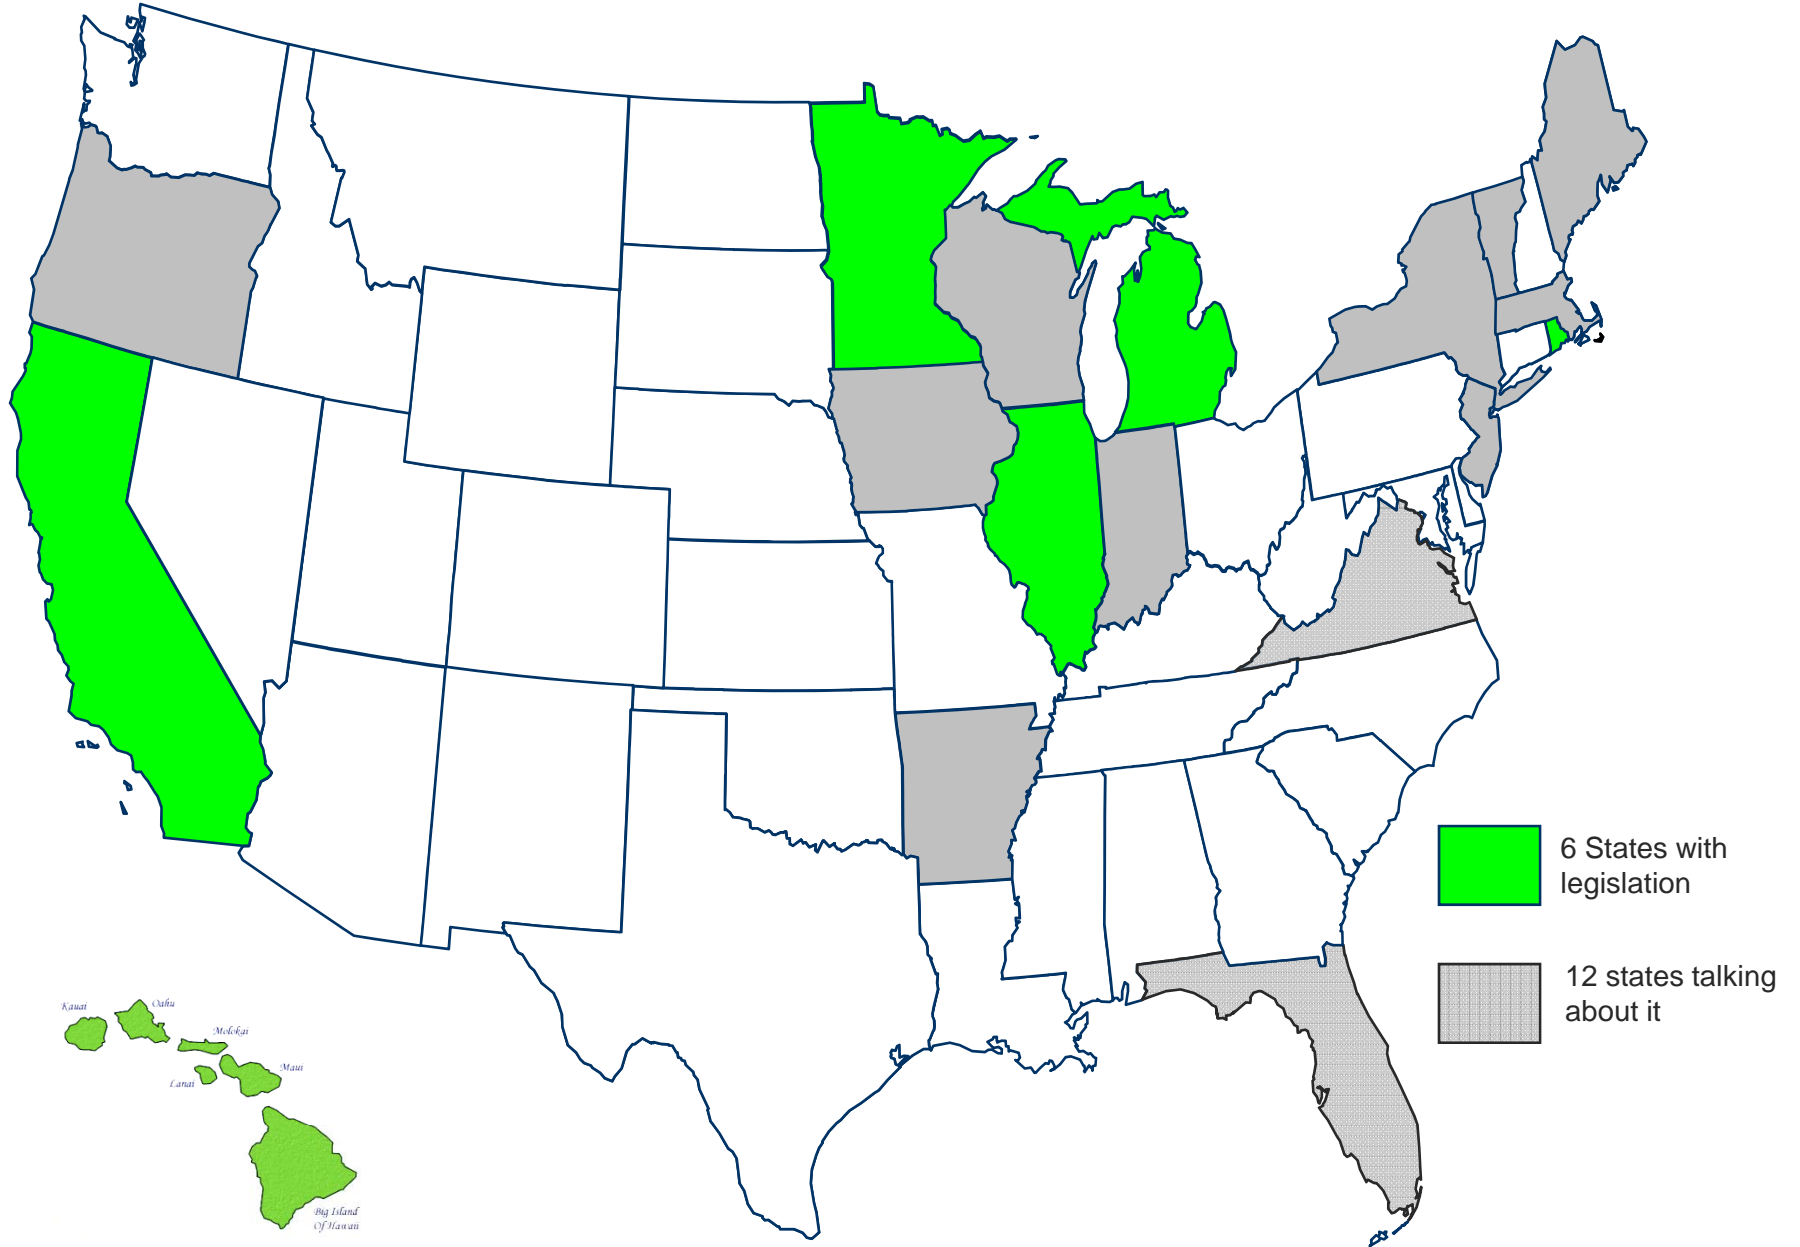 6 States with
legislation
12 states talking
about it
Kauai
Oahu
Molokai
Lanai
Maui
Big Island
Of Hawaii